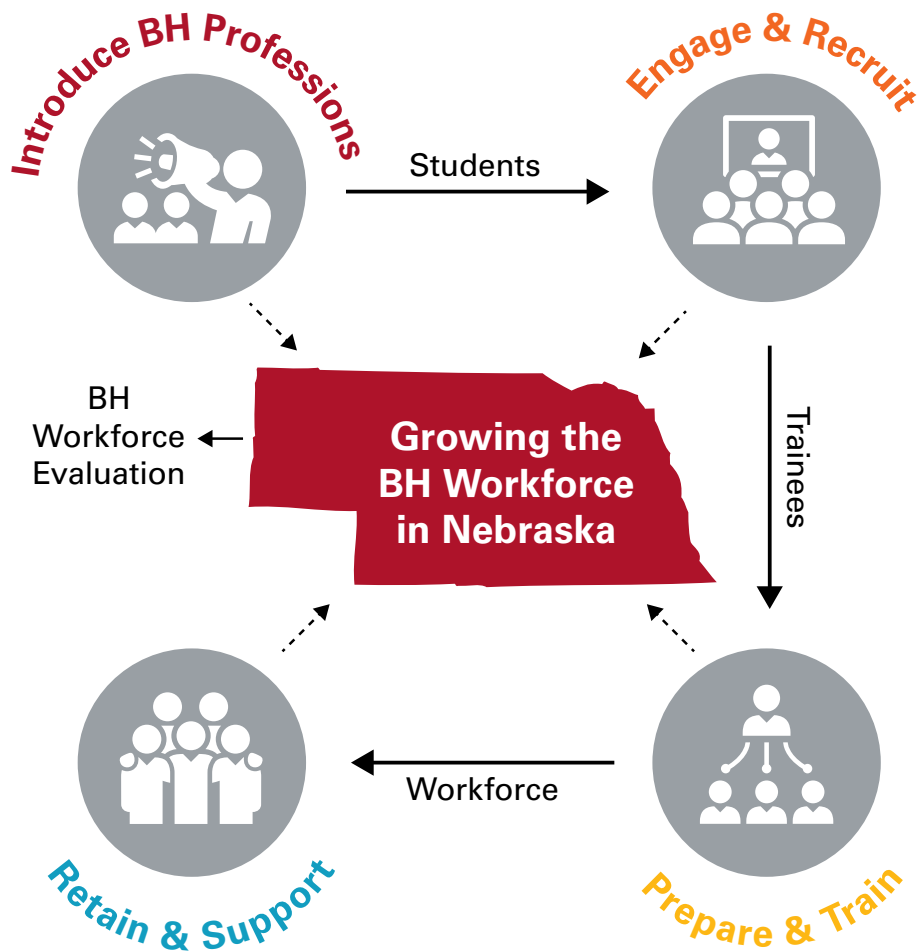 Introduce BH Professions
Engage & Recruit
Students
BH
Workforce
Evaluation
Growing the
BH Workforce
in Nebraska
Trainees
Workforce
Retain & Support
Prepare & Train